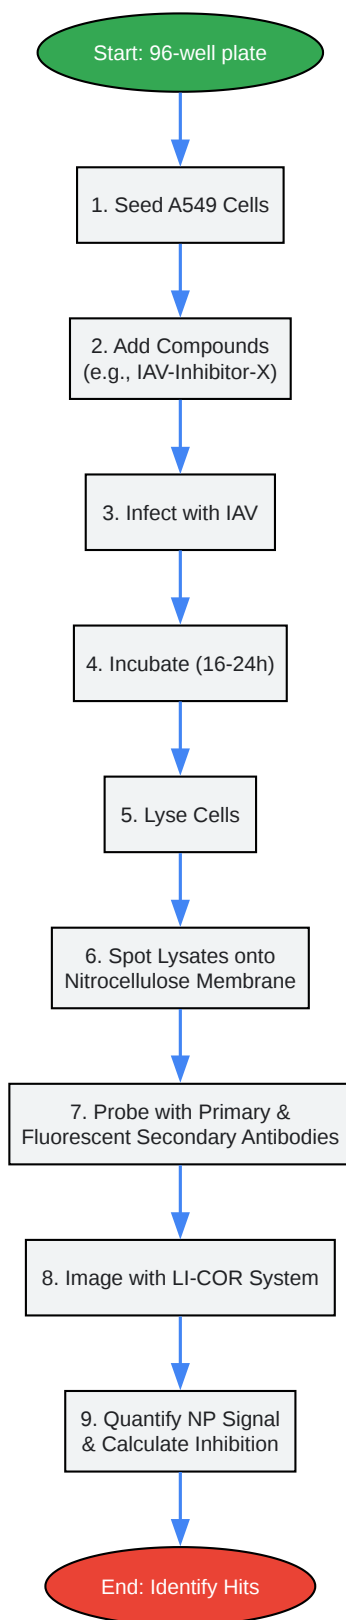 Start: 96-well plate
1. Seed A549 Cells
2. Add Compounds
(e.g., IAV-Inhibitor-X)
3. Infect with IAV
4. Incubate (16-24h)
5. Lyse Cells
6. Spot Lysates onto
Nitrocellulose Membrane
7. Probe with Primary &
Fluorescent Secondary Antibodies
8. Image with LI-COR System
9. Quantify NP Signal
& Calculate Inhibition
End: Identify Hits